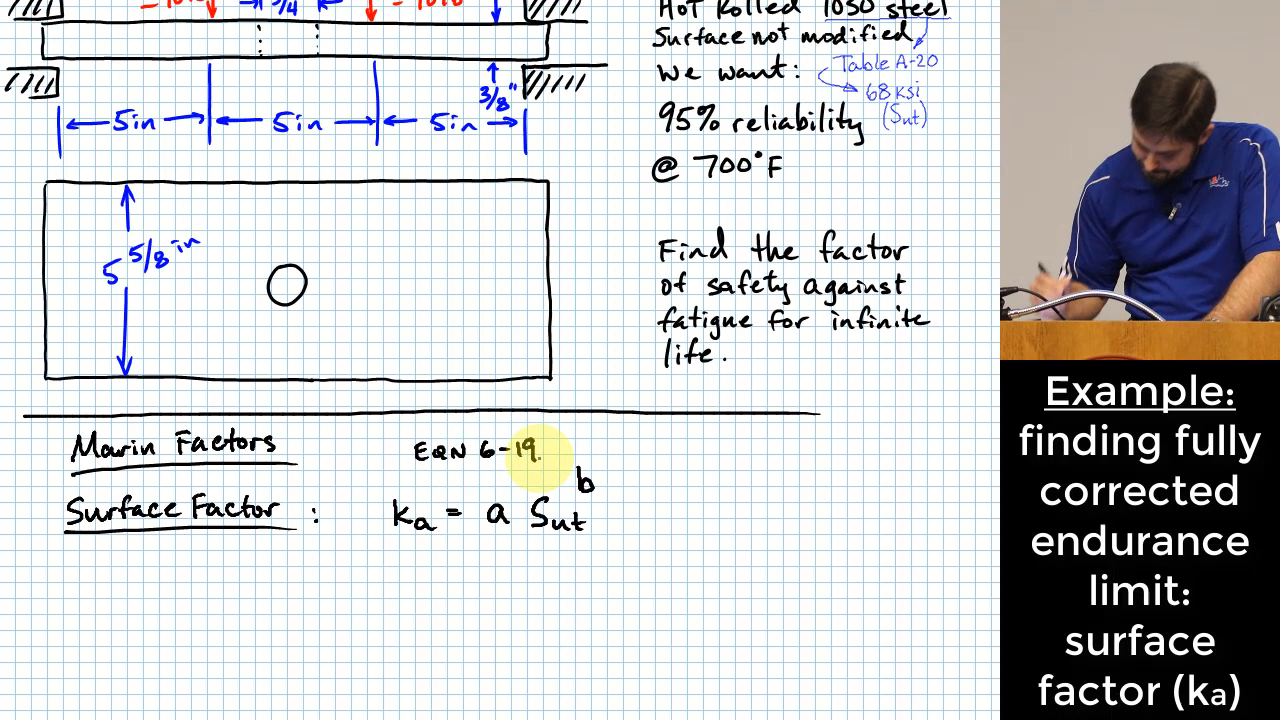 3/4
Hot Rolled 1050 steel
Surface not modified
We want:
Table A-20
68 ksi
(Sut)
3/8"
5in
5in
5in
95% reliability
@ 700°F
5 5/8 in
Find the factor
of safety against
fatigue for infinite
life.
Marin Factors
EQN 6-19.
Surface Factor :
ka = a Sut b
Example:
finding fully
corrected
endurance
limit:
surface
factor (ka)